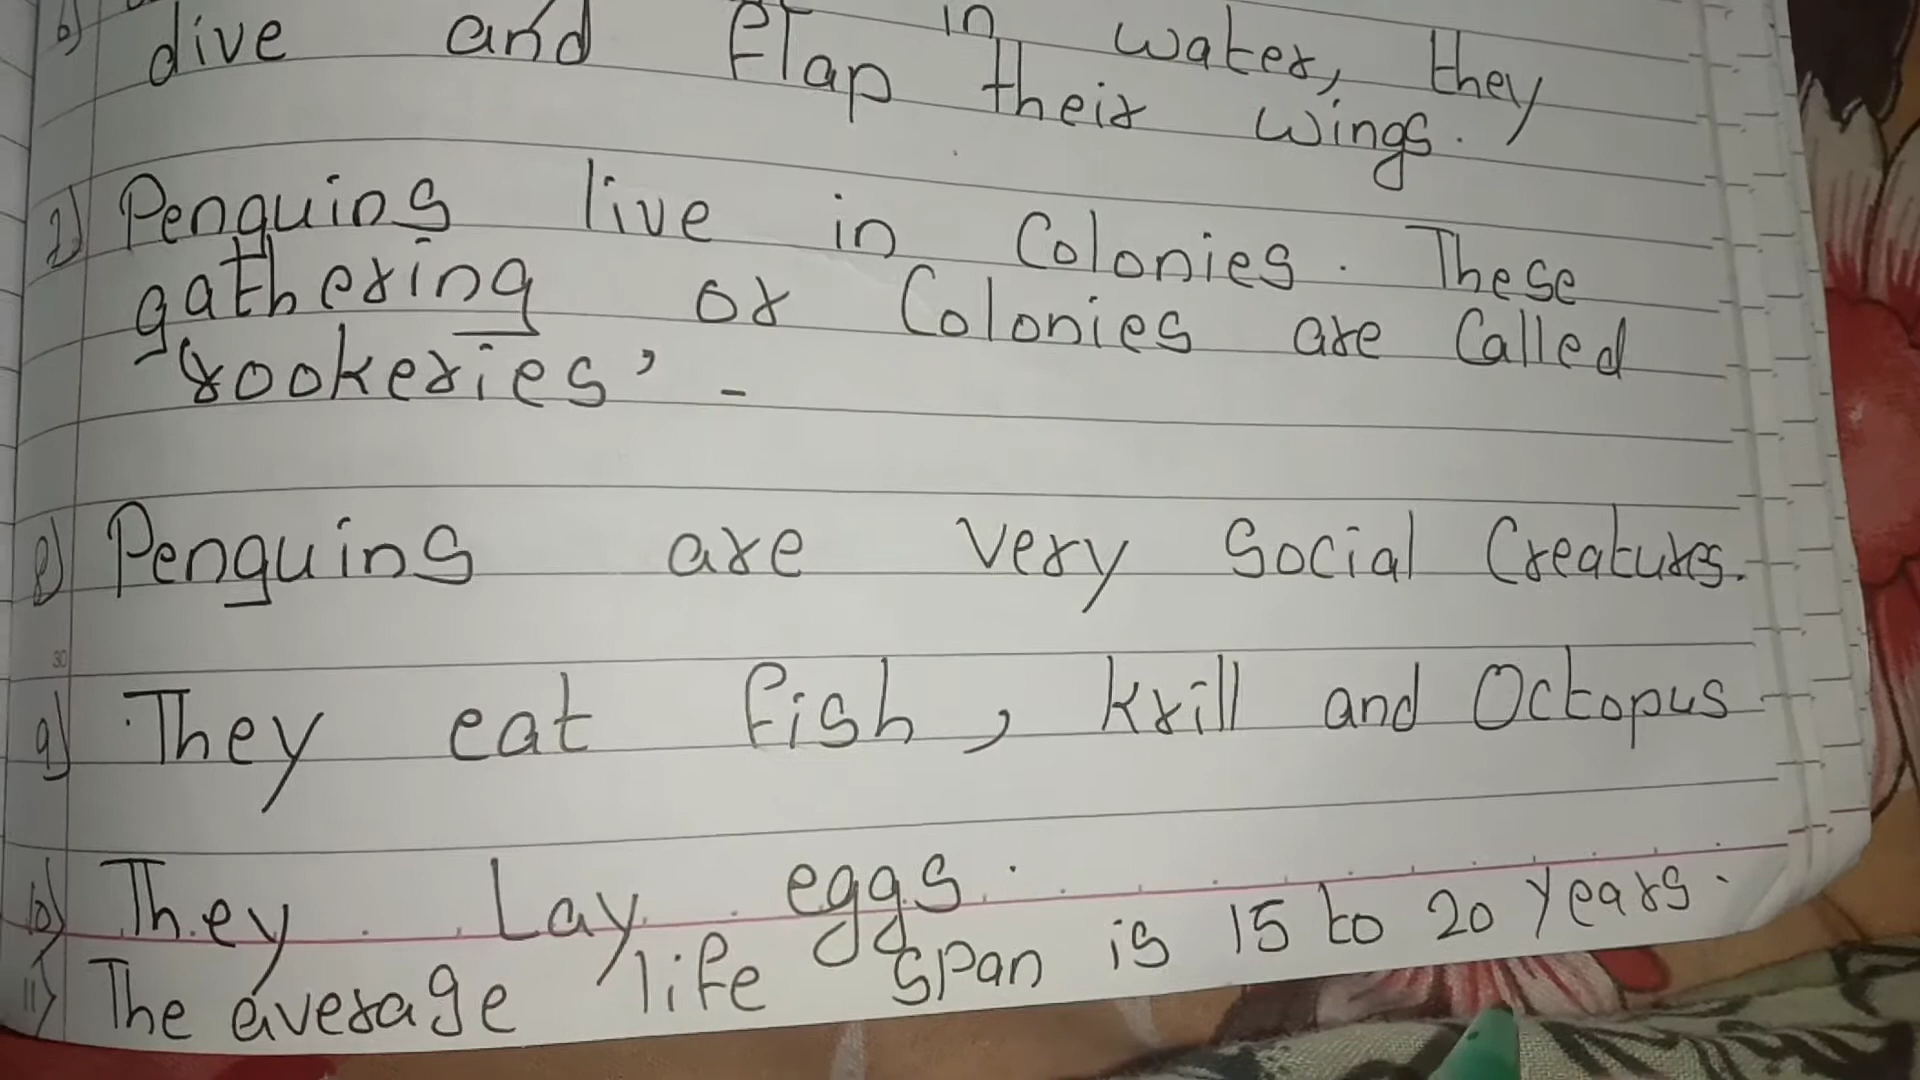 6) dive and flap in water, they
their wings.
7) Penguins live in Colonies. These
gathering or Colonies are Called
'rookeries' -
8) Penguins are very Social Creatures.
30
9) They eat fish, krill and Octopus
10) They Lay eggs.
11) The average life span is 15 to 20 years.